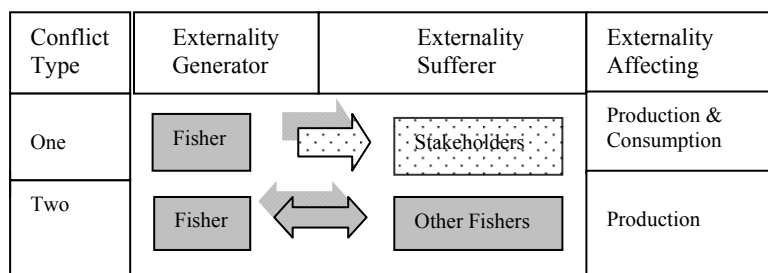 Conflict Type
Externality Generator
Externality Sufferer
Externality Affecting
One
Fisher
Stakeholders
Production &
Consumption
Two
Fisher
Other Fishers
Production